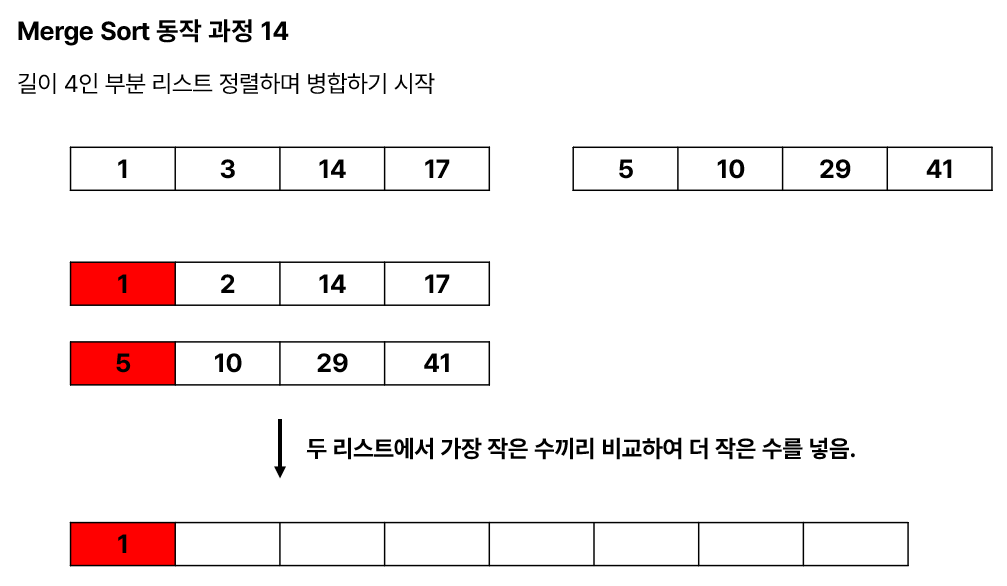 Merge Sort 동작 과정 14
길이 4인 부분 리스트 정렬하며 병합하기 시작
1 3 14 17 5 10 29 41
1 2 14 17
5 10 29 41
두 리스트에서 가장 작은 수끼리 비교하여 더 작은 수를 넣음.
1